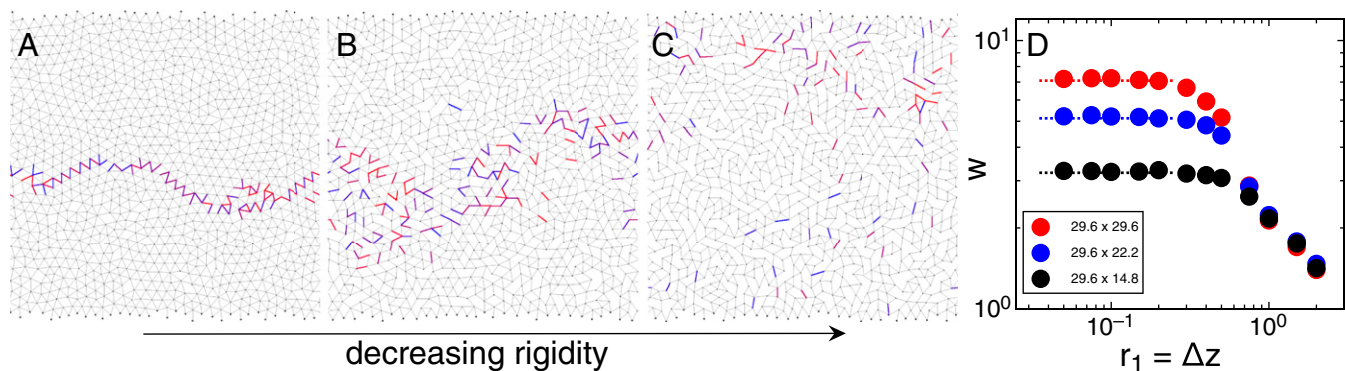 A
B
C
D
decreasing rigidity
10¹
w
10⁰
29.6 x 29.6
29.6 x 22.2
29.6 x 14.8
10⁻¹
10⁰
r₁ = Δz